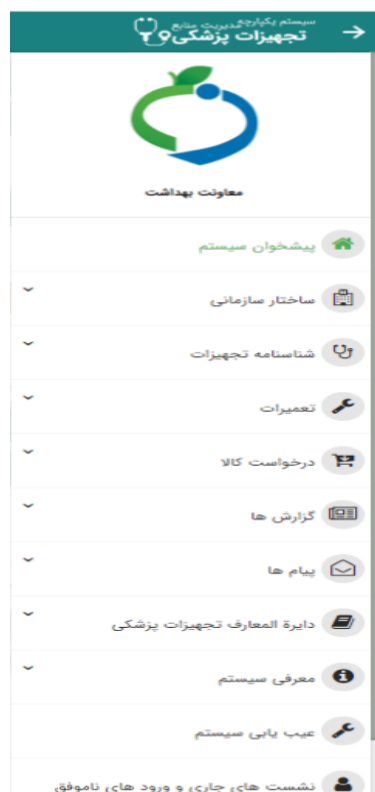 سیستم یکپارچه مدیریت منابع
تجهیزات پزشکی
معاونت بهداشت
پیشخوان سیستم
ساختار سازمانی
شناسنامه تجهیزات
تعمیرات
درخواست کالا
گزارش ها
پیام ها
دایرة المعارف تجهیزات پزشکی
معرفی سیستم
عیب یابی سیستم
نشست های جاری و ورود های ناموفق